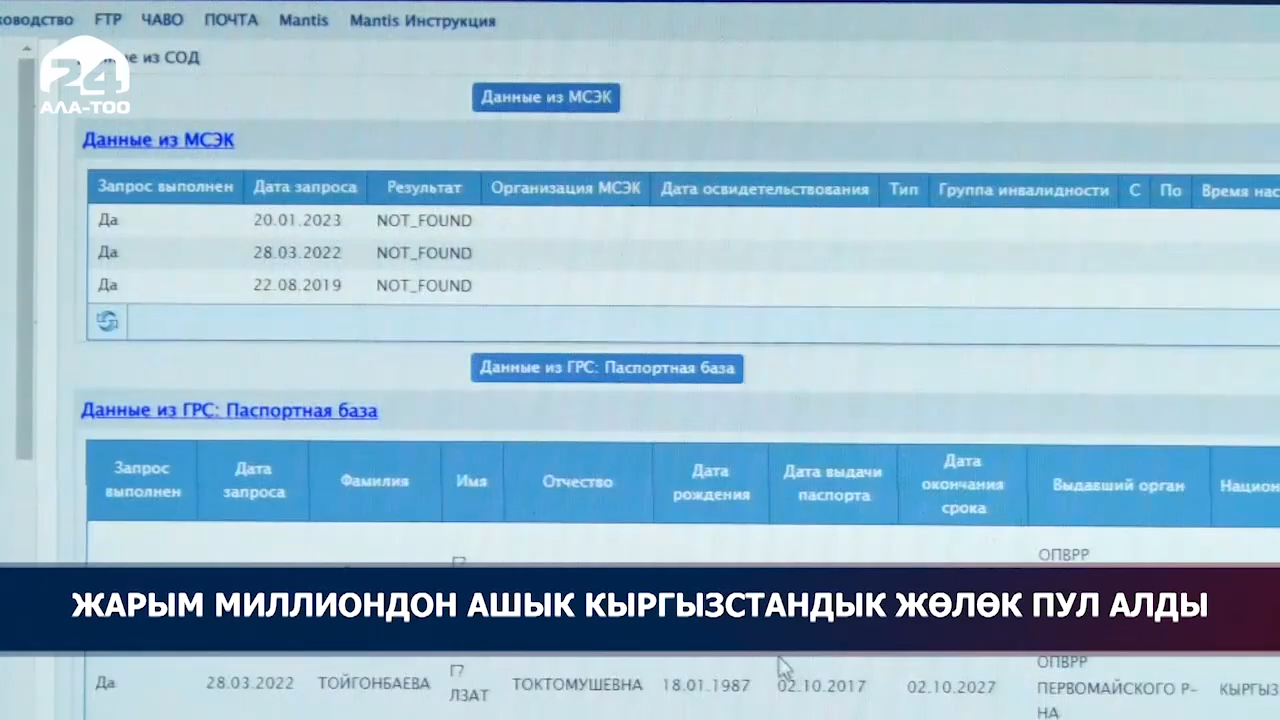 ководство FTP ЧАВО ПОЧТА Mantis Mantis Инструкция
24
АЛА-ТОО
из СОД
Данные из МСЭК
Данные из МСЭК
Запрос выполнен Дата запроса Результат Организация МСЭК Дата освидетельствования Тип Группа инвалидности С По Время нас
Да 20.01.2023 NOT_FOUND
Да 28.03.2022 NOT_FOUND
Да 22.08.2019 NOT_FOUND
Данные из ГРС: Паспортная база
Данные из ГРС: Паспортная база
Запрос выполнен Дата запроса Фамилия Имя Отчество Дата рождения Дата выдачи паспорта Дата окончания срока Выдавший орган Национ
ОПВРР
ЖАРЫМ МИЛЛИОНДОН АШЫК КЫРГЫЗСТАНДЫК ЖӨЛӨК ПУЛ АЛДЫ
ОПВРР
Да 28.03.2022 ТОЙГОНБАЕВА ЛЗАТ ТОКТОМУШЕВНА 18.01.1987 02.10.2017 02.10.2027 ПЕРВОМАЙСКОГО Р- КЫРГЫЗ
НА